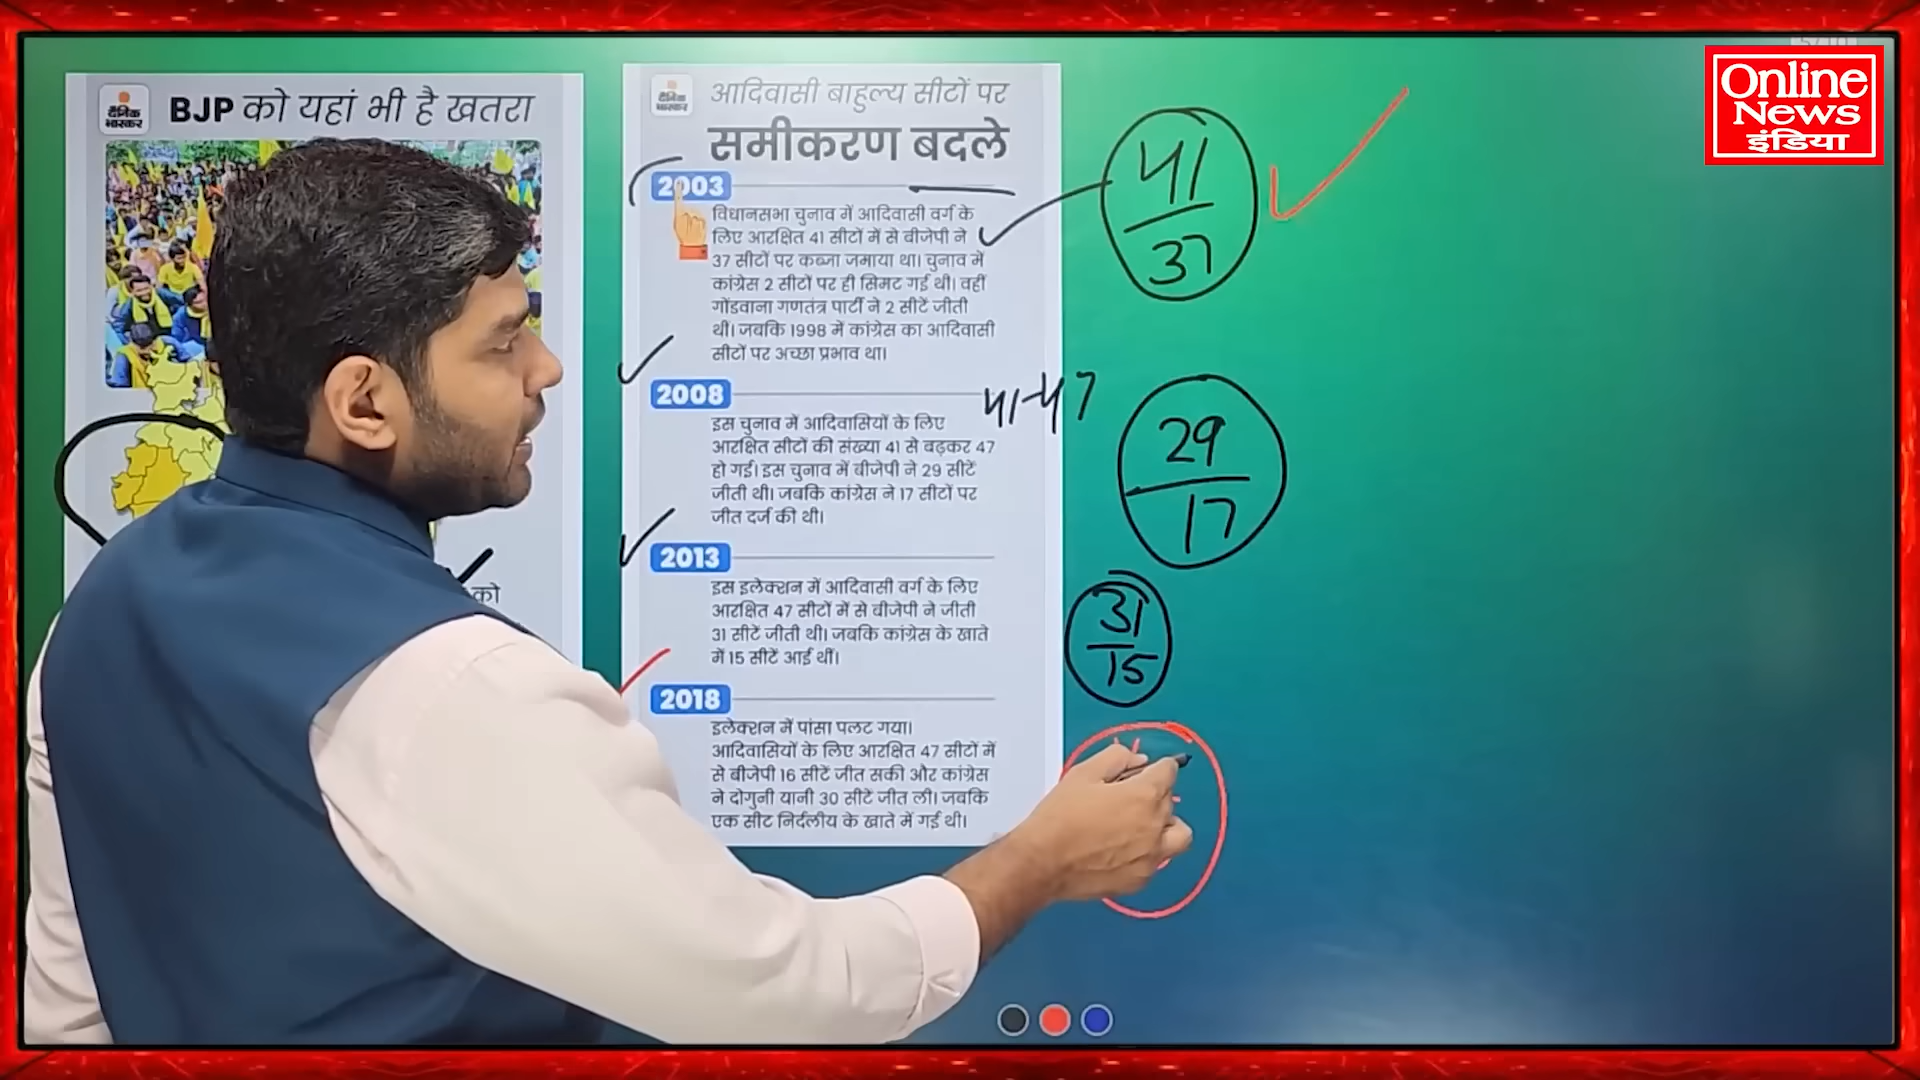 Online
News
इंडिया
दैनिक
भास्कर
BJP को यहां भी है खतरा
को
दैनिक
भास्कर
आदिवासी बाहुल्य सीटों पर
समीकरण बदले
2003
विधानसभा चुनाव में आदिवासी वर्ग के
लिए आरक्षित 41 सीटों में से बीजेपी ने
37 सीटों पर कब्जा जमाया था। चुनाव में
कांग्रेस 2 सीटों पर ही सिमट गई थी। वहीं
गोंडवाना गणतंत्र पार्टी ने 2 सीटें जीती
थीं। जबकि 1998 में कांग्रेस का आदिवासी
सीटों पर अच्छा प्रभाव था।
2008
इस चुनाव में आदिवासियों के लिए
आरक्षित सीटों की संख्या 41 से बढ़कर 47
हो गई। इस चुनाव में बीजेपी ने 29 सीटें
जीती थी। जबकि कांग्रेस ने 17 सीटों पर
जीत दर्ज की थी।
2013
इस इलेक्शन में आदिवासी वर्ग के लिए
आरक्षित 47 सीटों में से बीजेपी ने जीती
31 सीटें जीती थी। जबकि कांग्रेस के खाते
में 15 सीटें आई थीं।
2018
इलेक्शन में पांसा पलट गया।
आदिवासियों के लिए आरक्षित 47 सीटों में
से बीजेपी 16 सीटें जीत सकी और कांग्रेस
ने दोगुनी यानी 30 सीटें जीत ली। जबकि
एक सीट निर्दलीय के खाते में गई थी।
41
37
41-47
29
17
31
15